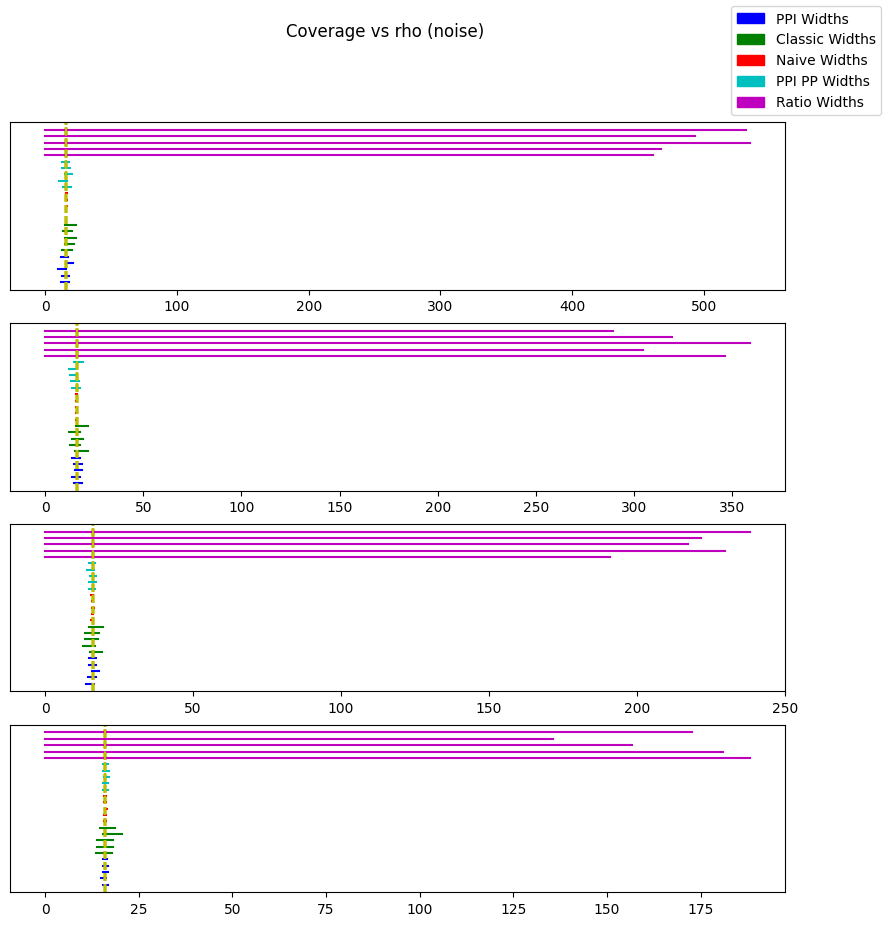 Coverage vs rho (noise)
PPI Widths
Classic Widths
Naive Widths
PPI PP Widths
Ratio Widths
0 100 200 300 400 500
0 50 100 150 200 250 300 350
0 50 100 150 200 250
0 25 50 75 100 125 150 175